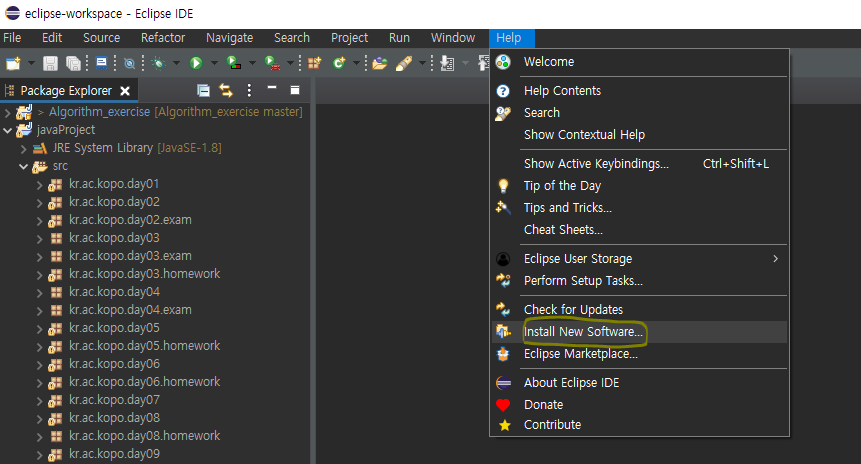 eclipse-workspace - Eclipse IDE
File Edit Source Refactor Navigate Search Project Run Window Help
Package Explorer
> Algorithm_exercise [Algorithm_exercise master]
javaProject
JRE System Library [JavaSE-1.8]
src
kr.ac.kopo.day01
kr.ac.kopo.day02
kr.ac.kopo.day02.exam
kr.ac.kopo.day03
kr.ac.kopo.day03.exam
kr.ac.kopo.day03.homework
kr.ac.kopo.day04
kr.ac.kopo.day04.exam
kr.ac.kopo.day05
kr.ac.kopo.day05.homework
kr.ac.kopo.day06
kr.ac.kopo.day06.homework
kr.ac.kopo.day07
kr.ac.kopo.day08
kr.ac.kopo.day08.homework
kr.ac.kopo.day09
Welcome
Help Contents
Search
Show Contextual Help
Show Active Keybindings... Ctrl+Shift+L
Tip of the Day
Tips and Tricks...
Cheat Sheets...
Eclipse User Storage
Perform Setup Tasks...
Check for Updates
Install New Software...
Eclipse Marketplace...
About Eclipse IDE
Donate
Contribute